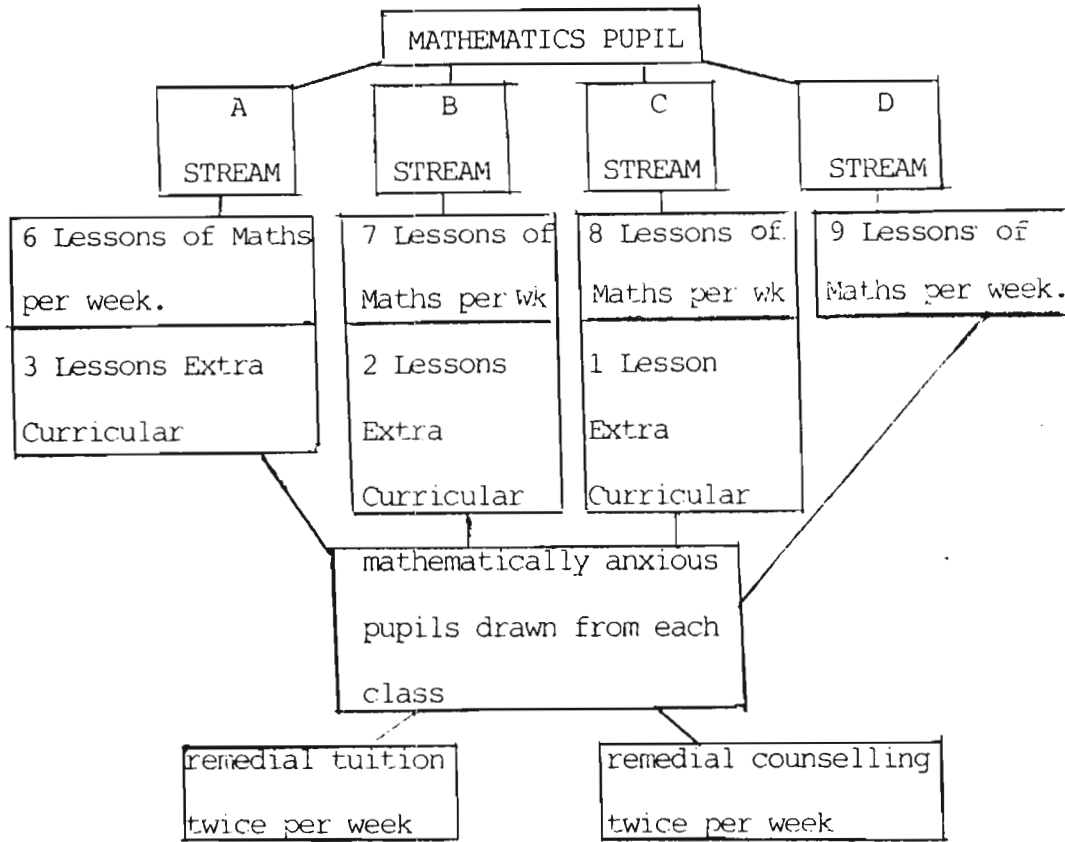 MATHEMATICS PUPIL
A
STREAM
B
STREAM
C
STREAM
D
STREAM
6 Lessons of Maths
per week.
3 Lessons Extra
Curricular
7 Lessons of
Maths per wk
2 Lessons
Extra
Curricular
8 Lessons of
Maths per wk
1 Lesson
Extra
Curricular
9 Lessons of
Maths per week.
mathematically anxious
pupils drawn from each
class
remedial tuition
twice per week
remedial counselling
twice per week